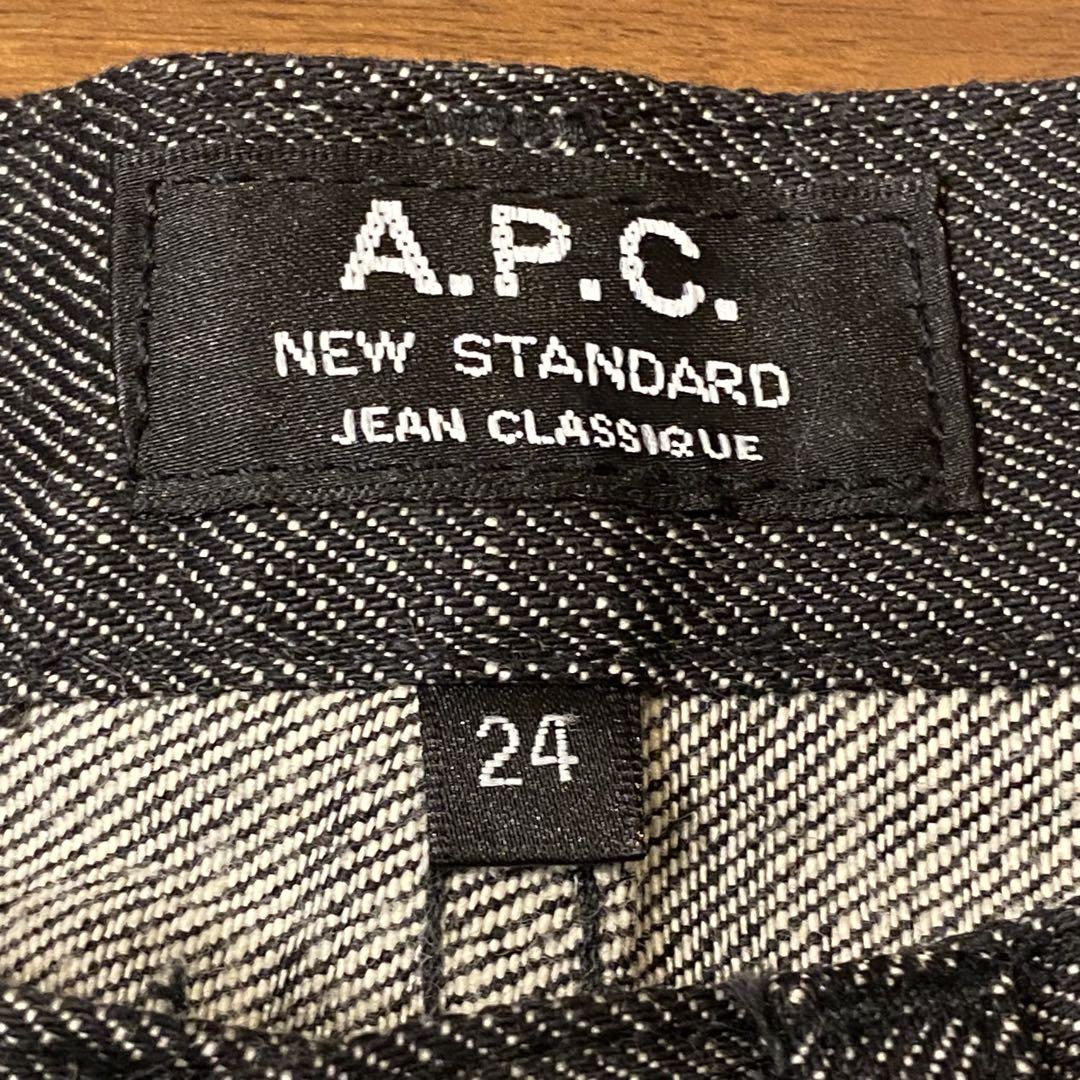 A.P.C.
NEW STANDARD
JEAN CLASSIQUE
24